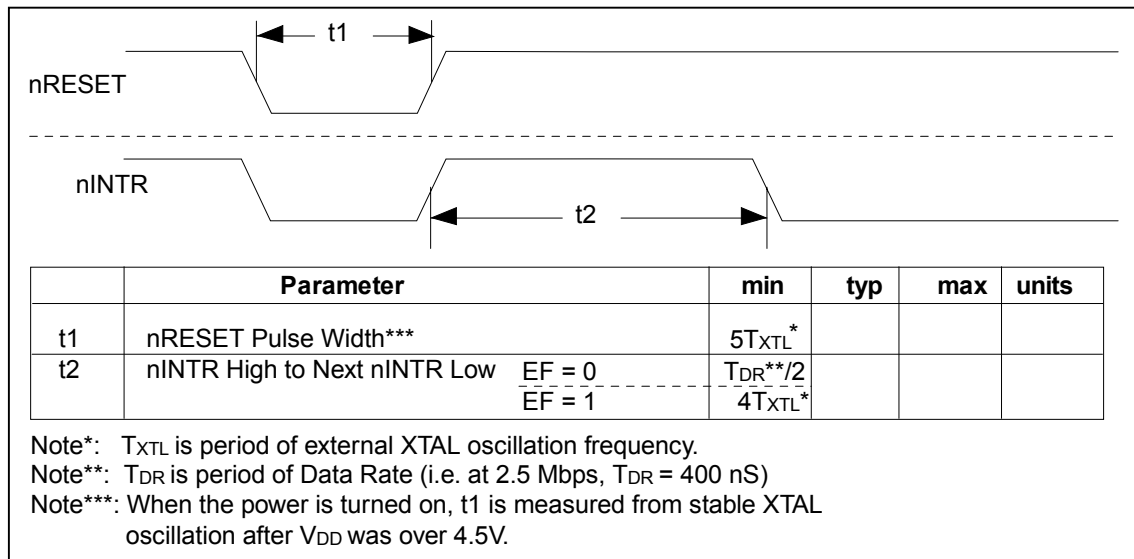 t1
nRESET
nINTR
t2
Parameter min typ max units
t1 nRESET Pulse Width*** 5TXTL*
t2 nINTR High to Next nINTR Low EF = 0 TDR**/2
EF = 1 4TXTL*
Note*: TXTL is period of external XTAL oscillation frequency.
Note**: TDR is period of Data Rate (i.e. at 2.5 Mbps, TDR = 400 nS)
Note***: When the power is turned on, t1 is measured from stable XTAL
oscillation after VDD was over 4.5V.